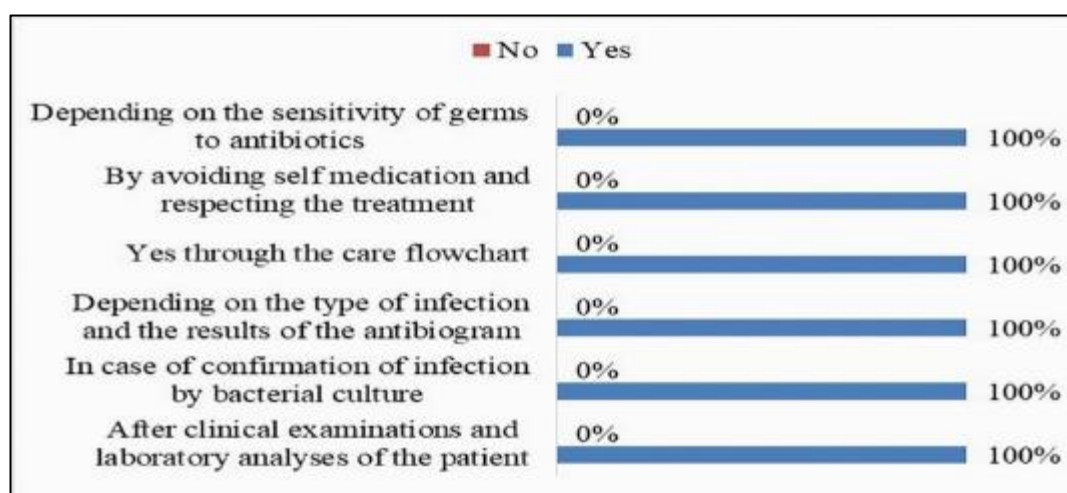 No Yes
Depending on the sensitivity of germs
to antibiotics
0%
100%
By avoiding self medication and
respecting the treatment
0%
100%
Yes through the care flowchart
0%
100%
Depending on the type of infection
and the results of the antibiogram
0%
100%
In case of confirmation of infection
by bacterial culture
0%
100%
After clinical examinations and
laboratory analyses of the patient
0%
100%